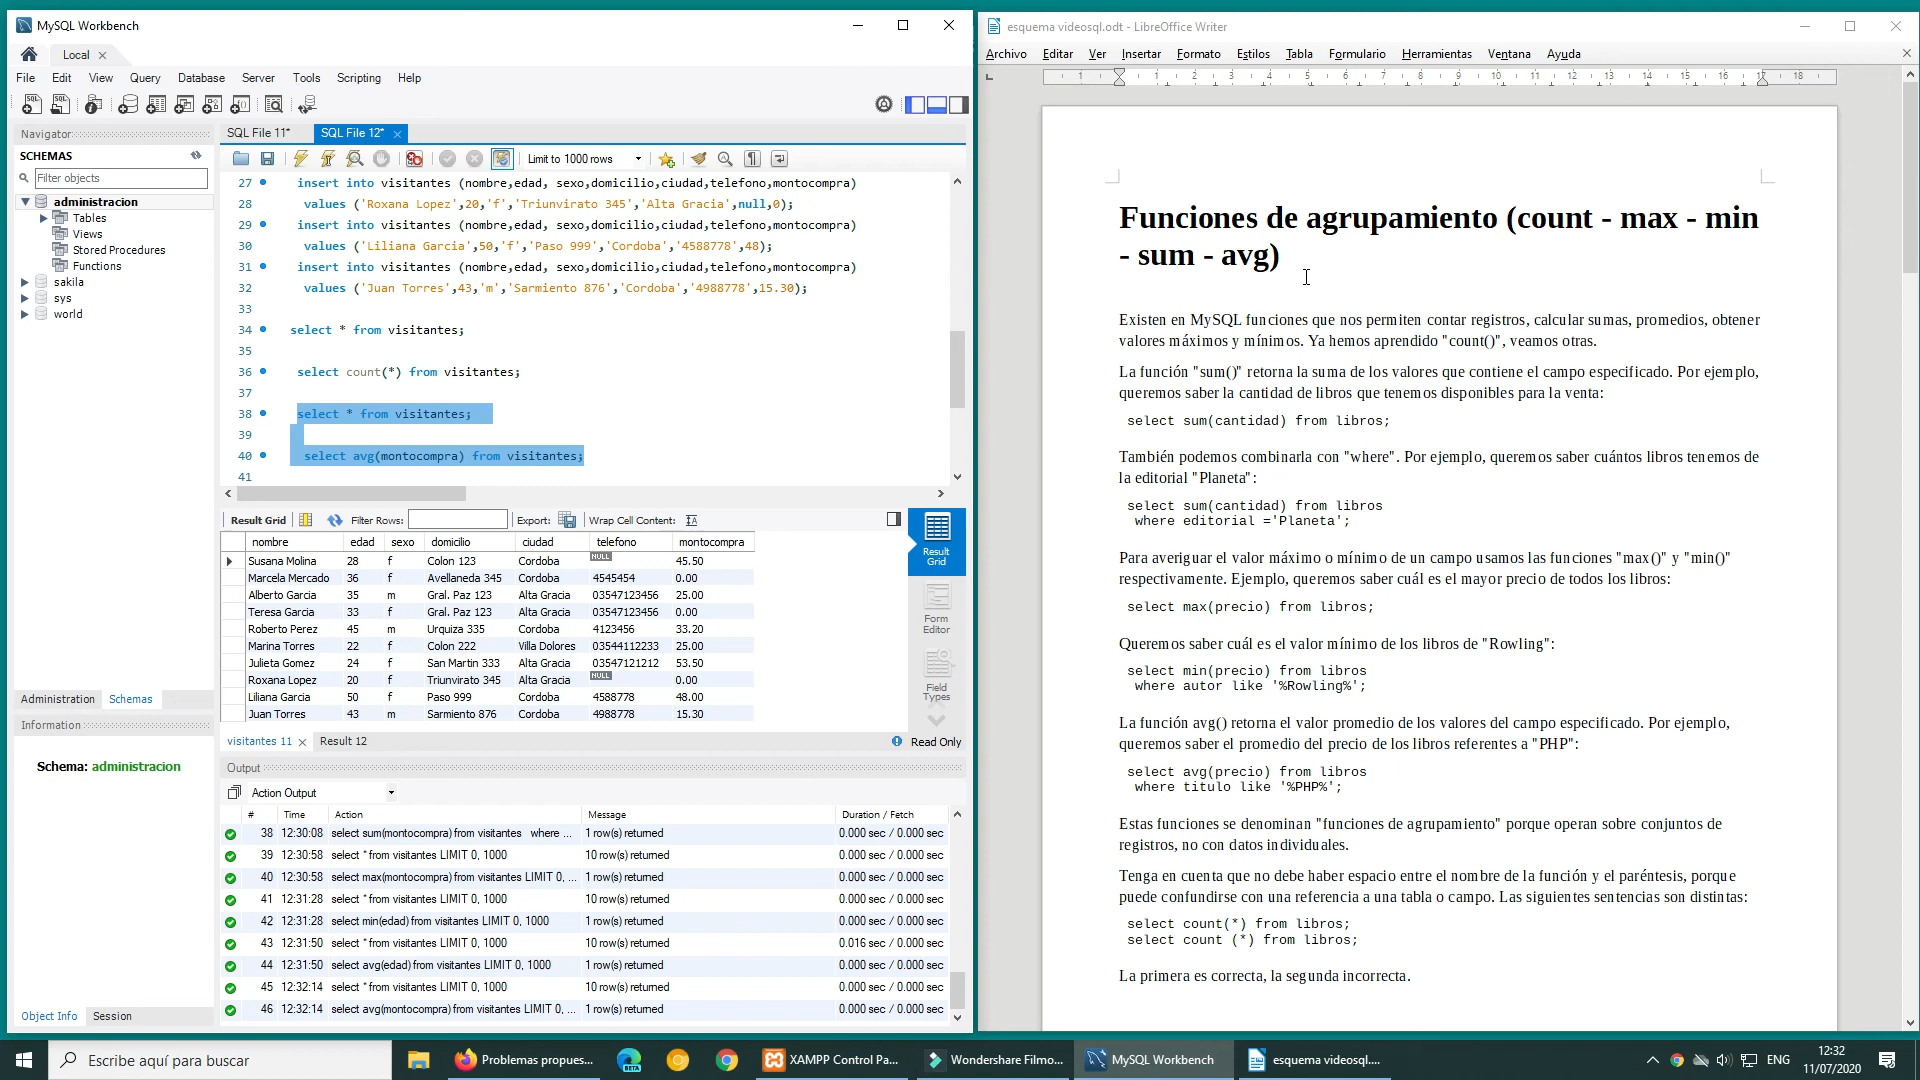 MySQL Workbench
Local
File Edit View Query Database Server Tools Scripting Help
Navigator
SCHEMAS
Filter objects
administracion
Tables
Views
Stored Procedures
Functions
sakila
sys
world
Administration Schemas
Information
Schema: administracion
Object Info Session
SQL File 11* SQL File 12*
Limit to 1000 rows
27 insert into visitantes (nombre,edad, sexo,domicilio,ciudad,telefono,montocompra)
28 values ('Roxana Lopez',20,'f','Triunvirato 345','Alta Gracia',null,0);
29 insert into visitantes (nombre,edad, sexo,domicilio,ciudad,telefono,montocompra)
30 values ('Liliana Garcia',50,'f','Paso 999','Cordoba','4588778',48);
31 insert into visitantes (nombre,edad, sexo,domicilio,ciudad,telefono,montocompra)
32 values ('Juan Torres',43,'m','Sarmiento 876','Cordoba','4988778',15.30);
33
34 select * from visitantes;
35
36 select count(*) from visitantes;
37
38 select * from visitantes;
39
40 select avg(montocompra) from visitantes;
41
Result Grid Filter Rows: Export: Wrap Cell Content:
nombre edad sexo domicilio ciudad telefono montocompra
Susana Molina 28 f Colon 123 Cordoba NULL 45.50
Marcela Mercado 36 f Avellaneda 345 Cordoba 4545454 0.00
Alberto Garcia 35 m Gral. Paz 123 Alta Gracia 03547123456 25.00
Teresa Garcia 33 f Gral. Paz 123 Alta Gracia 03547123456 0.00
Roberto Perez 45 m Urquiza 335 Cordoba 4123456 33.20
Marina Torres 22 f Colon 222 Villa Dolores 03544112233 25.00
Julieta Gomez 24 f San Martin 333 Alta Gracia 03547121212 53.50
Roxana Lopez 20 f Triunvirato 345 Alta Gracia NULL 0.00
Liliana Garcia 50 f Paso 999 Cordoba 4588778 48.00
Juan Torres 43 m Sarmiento 876 Cordoba 4988778 15.30
Result
Grid
Form
Editor
Field
Types
visitantes 11 Result 12 Read Only
Output
Action Output
# Time Action Message Duration / Fetch
38 12:30:08 select sum(montocompra) from visitantes where ... 1 row(s) returned 0.000 sec / 0.000 sec
39 12:30:58 select * from visitantes LIMIT 0, 1000 10 row(s) returned 0.000 sec / 0.000 sec
40 12:30:58 select max(montocompra) from visitantes LIMIT 0, ... 1 row(s) returned 0.000 sec / 0.000 sec
41 12:31:28 select * from visitantes LIMIT 0, 1000 10 row(s) returned 0.000 sec / 0.000 sec
42 12:31:28 select min(edad) from visitantes LIMIT 0, 1000 1 row(s) returned 0.000 sec / 0.000 sec
43 12:31:50 select * from visitantes LIMIT 0, 1000 10 row(s) returned 0.016 sec / 0.000 sec
44 12:31:50 select avg(edad) from visitantes LIMIT 0, 1000 1 row(s) returned 0.000 sec / 0.000 sec
45 12:32:14 select * from visitantes LIMIT 0, 1000 10 row(s) returned 0.000 sec / 0.000 sec
46 12:32:14 select avg(montocompra) from visitantes LIMIT 0, ... 1 row(s) returned 0.000 sec / 0.000 sec
esquema videosql.odt - LibreOffice Writer
Archivo Editar Ver Insertar Formato Estilos Tabla Formulario Herramientas Ventana Ayuda
1 1 2 3 4 5 6 7 8 9 10 11 12 13 14 15 16 17 18
Funciones de agrupamiento (count - max - min
- sum - avg)
Existen en MySQL funciones que nos permiten contar registros, calcular sumas, promedios, obtener
valores máximos y mínimos. Ya hemos aprendido "count()", veamos otras.
La función "sum()" retorna la suma de los valores que contiene el campo especificado. Por ejemplo,
queremos saber la cantidad de libros que tenemos disponibles para la venta:
select sum(cantidad) from libros;
También podemos combinarla con "where". Por ejemplo, queremos saber cuántos libros tenemos de
la editorial "Planeta":
select sum(cantidad) from libros
where editorial ='Planeta';
Para averiguar el valor máximo o mínimo de un campo usamos las funciones "max()" y "min()"
respectivamente. Ejemplo, queremos saber cuál es el mayor precio de todos los libros:
select max(precio) from libros;
Queremos saber cuál es el valor mínimo de los libros de "Rowling":
select min(precio) from libros
where autor like '%Rowling%';
La función avg() retorna el valor promedio de los valores del campo especificado. Por ejemplo,
queremos saber el promedio del precio de los libros referentes a "PHP":
select avg(precio) from libros
where titulo like '%PHP%';
Estas funciones se denominan "funciones de agrupamiento" porque operan sobre conjuntos de
registros, no con datos individuales.
Tenga en cuenta que no debe haber espacio entre el nombre de la función y el paréntesis, porque
puede confundirse con una referencia a una tabla o campo. Las siguientes sentencias son distintas:
select count(*) from libros;
select count (*) from libros;
La primera es correcta, la segunda incorrecta.
Escribe aquí para buscar
Problemas propues...
BETA
XAMPP Control Pa...
Wondershare Filmo...
MySQL Workbench
esquema videosql....
ENG
12:32
11/07/2020